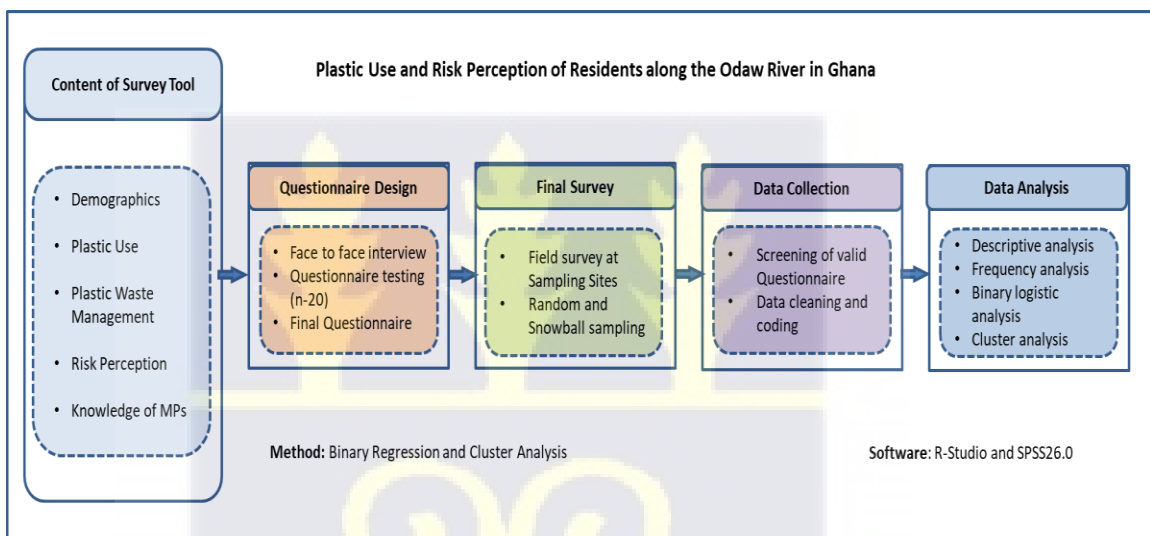 Plastic Use and Risk Perception of Residents along the Odaw River in Ghana
Content of Survey Tool
• Demographics
• Plastic Use
• Plastic Waste
Management
• Risk Perception
• Knowledge of MPs
Questionnaire Design
• Face to face interview
• Questionnaire testing
(n-20)
• Final Questionnaire
Final Survey
• Field survey at
Sampling Sites
• Random and
Snowball sampling
Data Collection
• Screening of valid
Questionnaire
• Data cleaning and
coding
Data Analysis
• Descriptive analysis
• Frequency analysis
• Binary logistic
analysis
• Cluster analysis
Method: Binary Regression and Cluster Analysis
Software: R-Studio and SPSS26.0